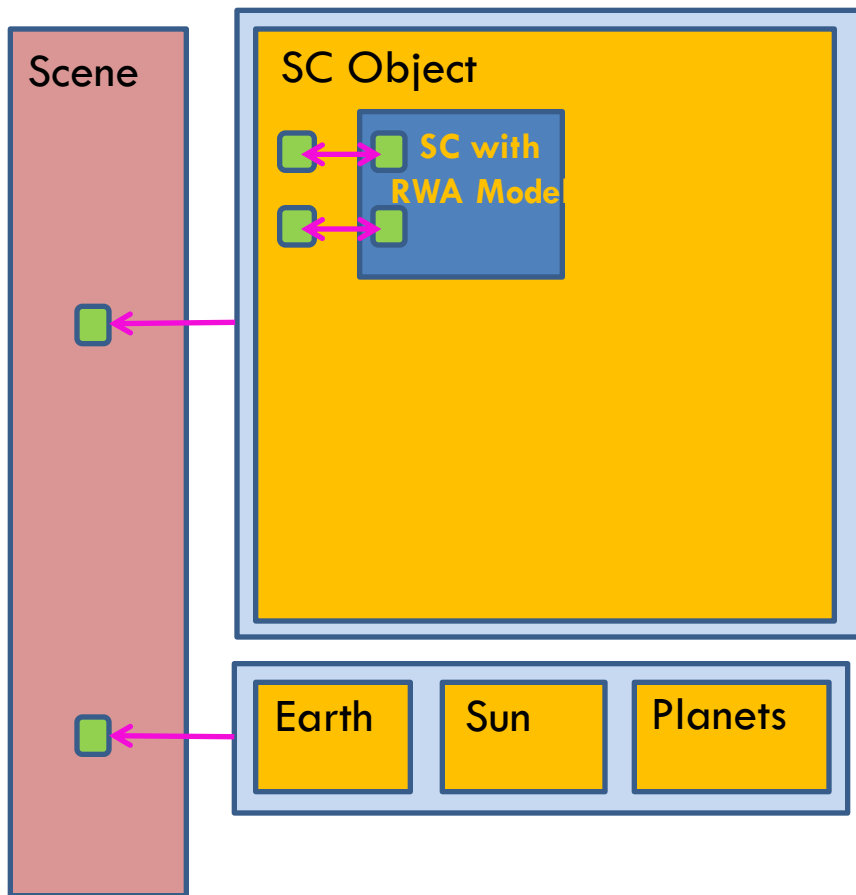 Scene
SC Object
SC with
RWA Model
Earth
Sun
Planets